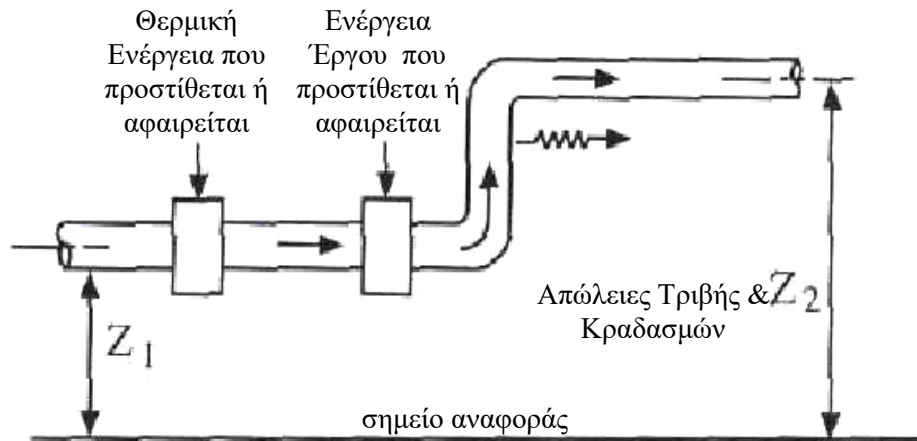 Θερμική
Ενέργεια που
προστίθεται ή
αφαιρείται
Ενέργεια
Έργου που
προστίθεται ή
αφαιρείται
Απώλειες Τριβής &
Κραδασμών
Z1
Z2
σημείο αναφοράς